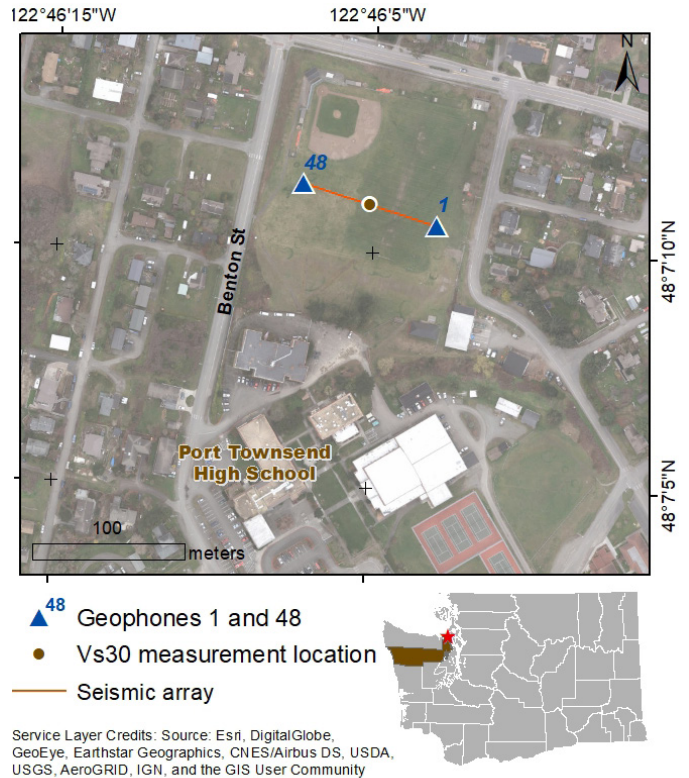 122°46'15"W 122°46'5"W
N
48
1
48°7'10"N
Benton St
Port Townsend
High School
48°7'5"N
100
meters
48 Geophones 1 and 48
Vs30 measurement location
Seismic array
Service Layer Credits: Source: Esri, DigitalGlobe,
GeoEye, Earthstar Geographics, CNES/Airbus DS, USDA,
USGS, AeroGRID, IGN, and the GIS User Community